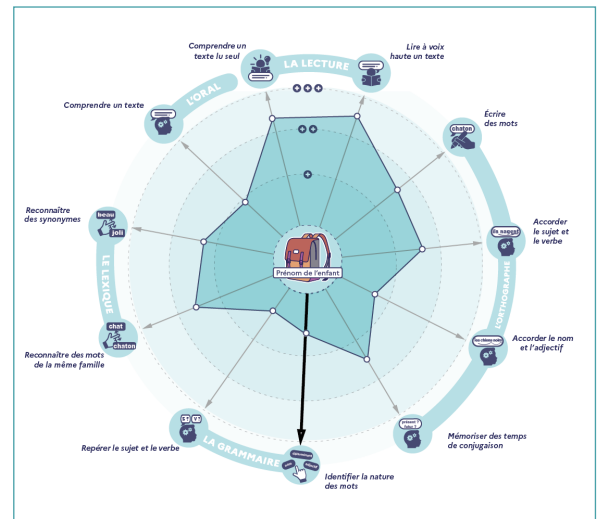 Comprendre un
texte lu seul
LA LECTURE
Lire à voix
haute un texte
L'ORAL
Comprendre un texte
Écrire
des mots
chaton
Reconnaître
des synonymes
beau
joli
Accorder
le sujet et
le verbe
L'ORTHOGRAPHE
Prénom de l'enfant
LE LEXIQUE
chat
chaton
Reconnaître des mots
de la même famille
Accorder le nom
et l'adjectif
Repérer le sujet et le verbe
LA GRAMMAIRE
Identifier la nature
des mots
Mémoriser des temps
de conjugaison